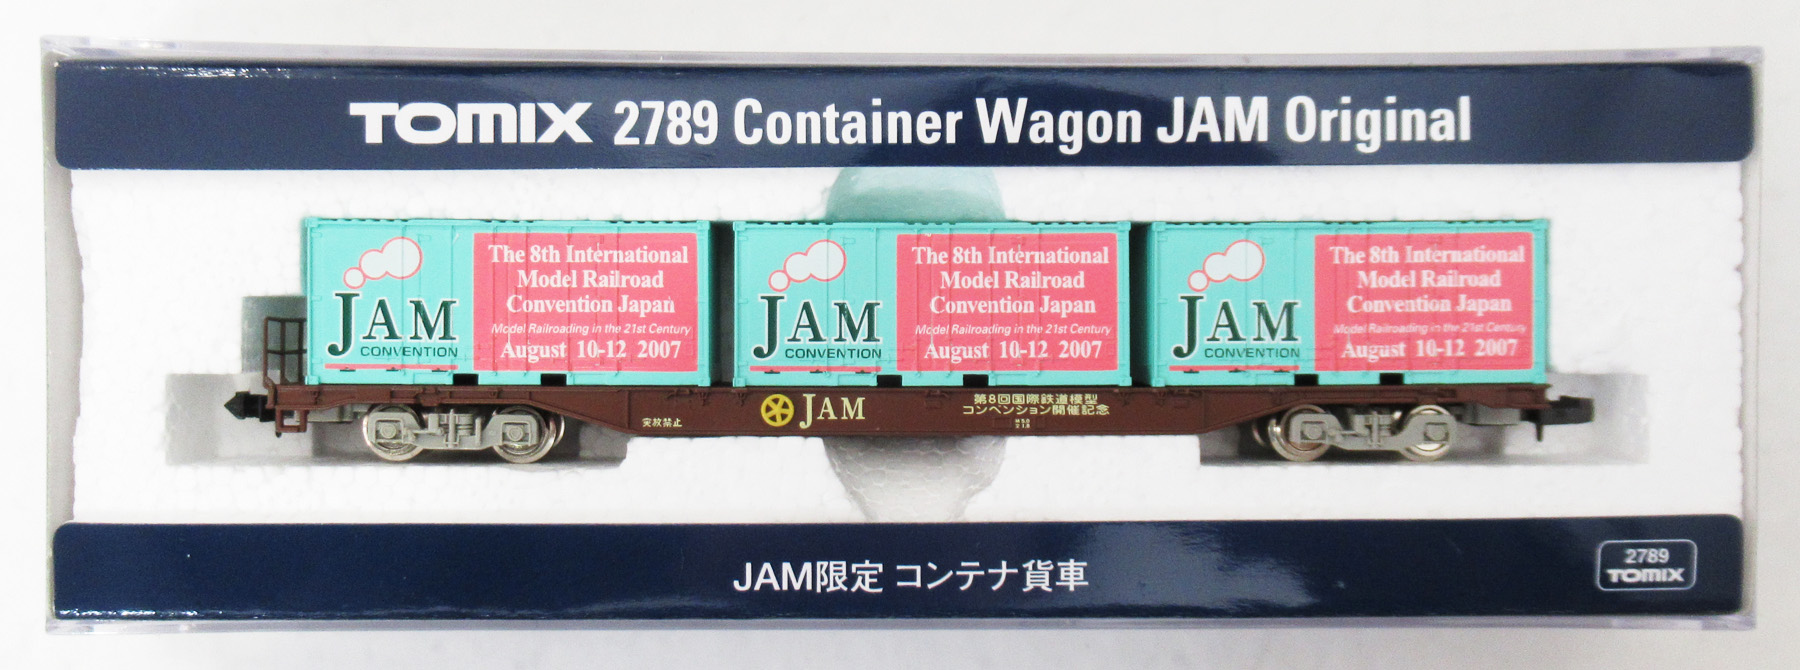 TOMIX 2789 Container Wagon JAM Original
JAM
CONVENTION
The 8th International
Model Railroad
Convention Japan
Model Railroading in the 21st Century
August 10-12 2007
JAM
CONVENTION
The 8th International
Model Railroad
Convention Japan
Model Railroading in the 21st Century
August 10-12 2007
JAM
CONVENTION
The 8th International
Model Railroad
Convention Japan
Model Railroading in the 21st Century
August 10-12 2007
突放禁止
JAM
第8回国際鉄道模型
コンベンション開催記念
JAM限定 コンテナ貨車
2789
TOMIX